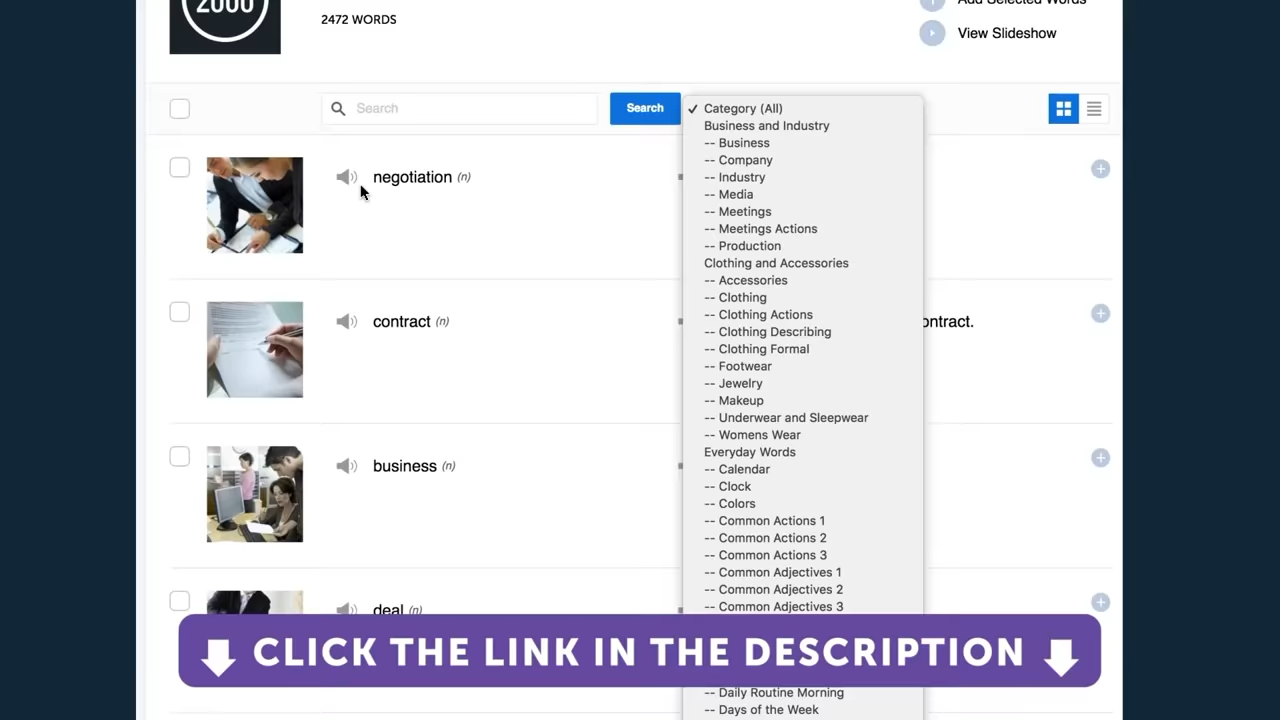 2000
Add Selected Words
2472 WORDS
View Slideshow
Search
Search
✓ Category (All)
Business and Industry
-- Business
-- Company
-- Industry
-- Media
-- Meetings
-- Meetings Actions
-- Production
Clothing and Accessories
-- Accessories
-- Clothing
-- Clothing Actions
-- Clothing Describing
-- Clothing Formal
-- Footwear
-- Jewelry
-- Makeup
-- Underwear and Sleepwear
-- Womens Wear
Everyday Words
-- Calendar
-- Clock
-- Colors
-- Common Actions 1
-- Common Actions 2
-- Common Actions 3
-- Common Adjectives 1
-- Common Adjectives 2
-- Common Adjectives 3
-- Daily Routine Morning
-- Days of the Week
negotiation (n)
contract (n)
ontract.
business (n)
deal (n)
CLICK THE LINK IN THE DESCRIPTION